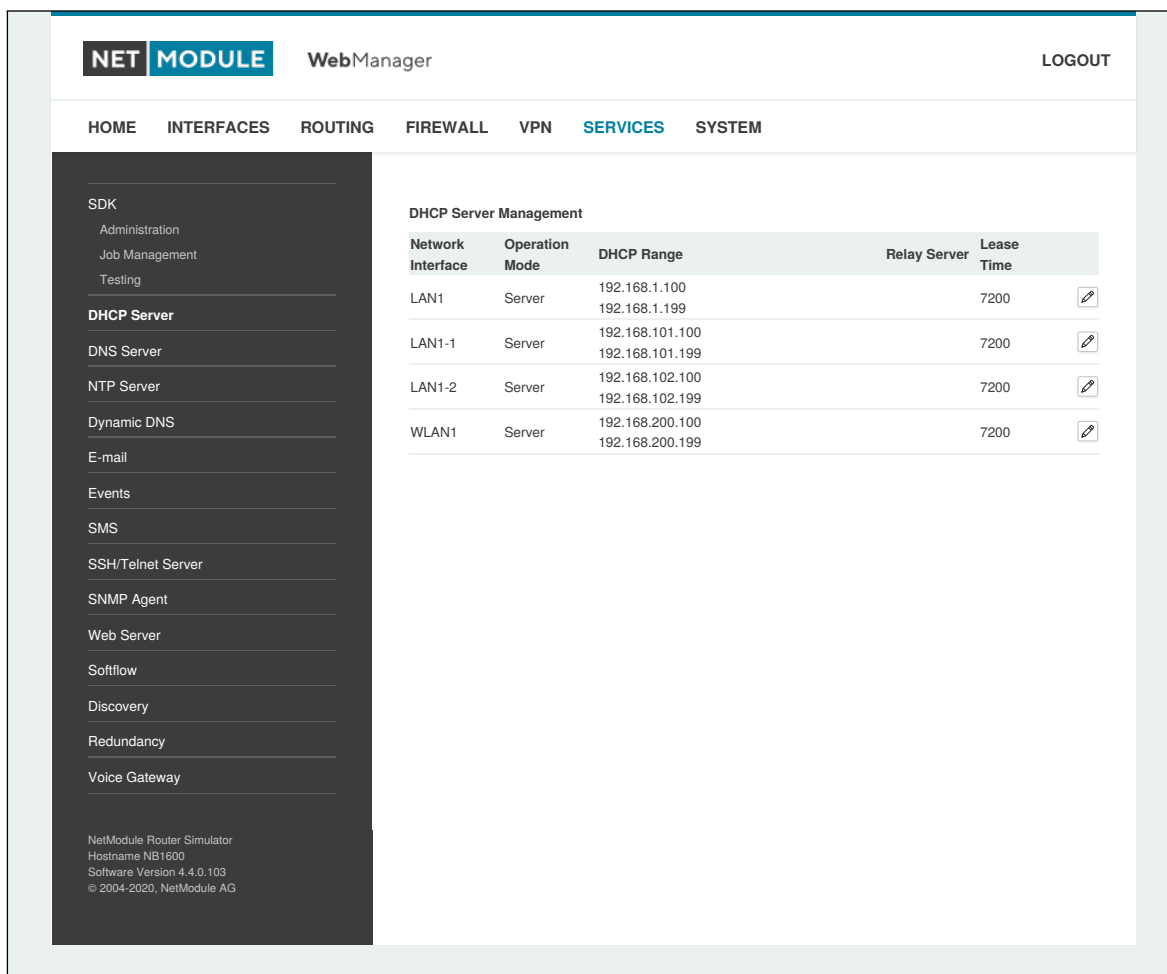 NET MODULE WebManager LOGOUT
HOME INTERFACES ROUTING FIREWALL VPN SERVICES SYSTEM
SDK
Administration
Job Management
Testing
DHCP Server
DNS Server
NTP Server
Dynamic DNS
E-mail
Events
SMS
SSH/Telnet Server
SNMP Agent
Web Server
Softflow
Discovery
Redundancy
Voice Gateway
NetModule Router Simulator
Hostname NB1600
Software Version 4.4.0.103
© 2004-2020, NetModule AG
DHCP Server Management
Network Interface Operation Mode DHCP Range Relay Server Lease Time
LAN1 Server 192.168.1.100 7200
192.168.1.199
LAN1-1 Server 192.168.101.100 7200
192.168.101.199
LAN1-2 Server 192.168.102.100 7200
192.168.102.199
WLAN1 Server 192.168.200.100 7200
192.168.200.199